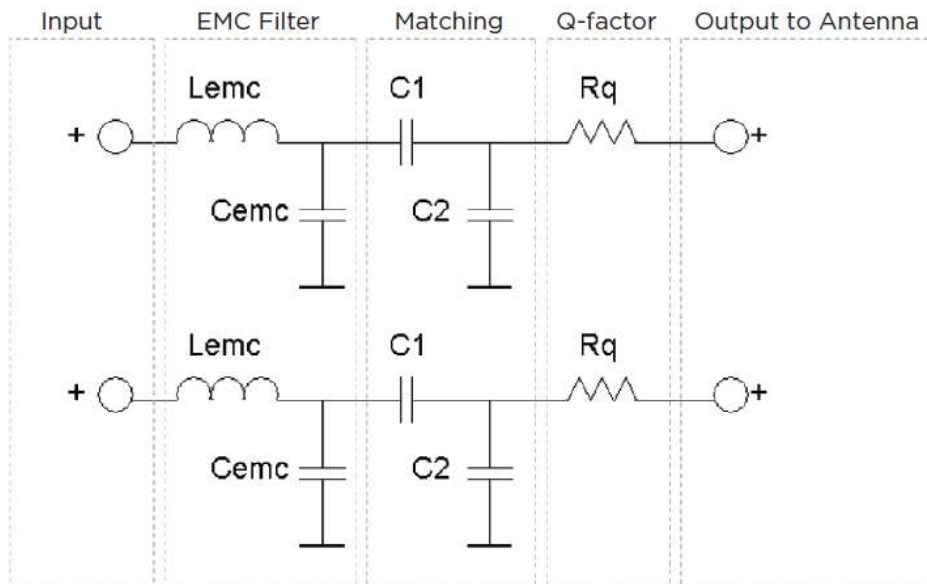 Input EMC Filter Matching Q-factor Output to Antenna
Lemc C1 Rq
+ +
Cemc C2
Lemc C1 Rq
+ +
Cemc C2